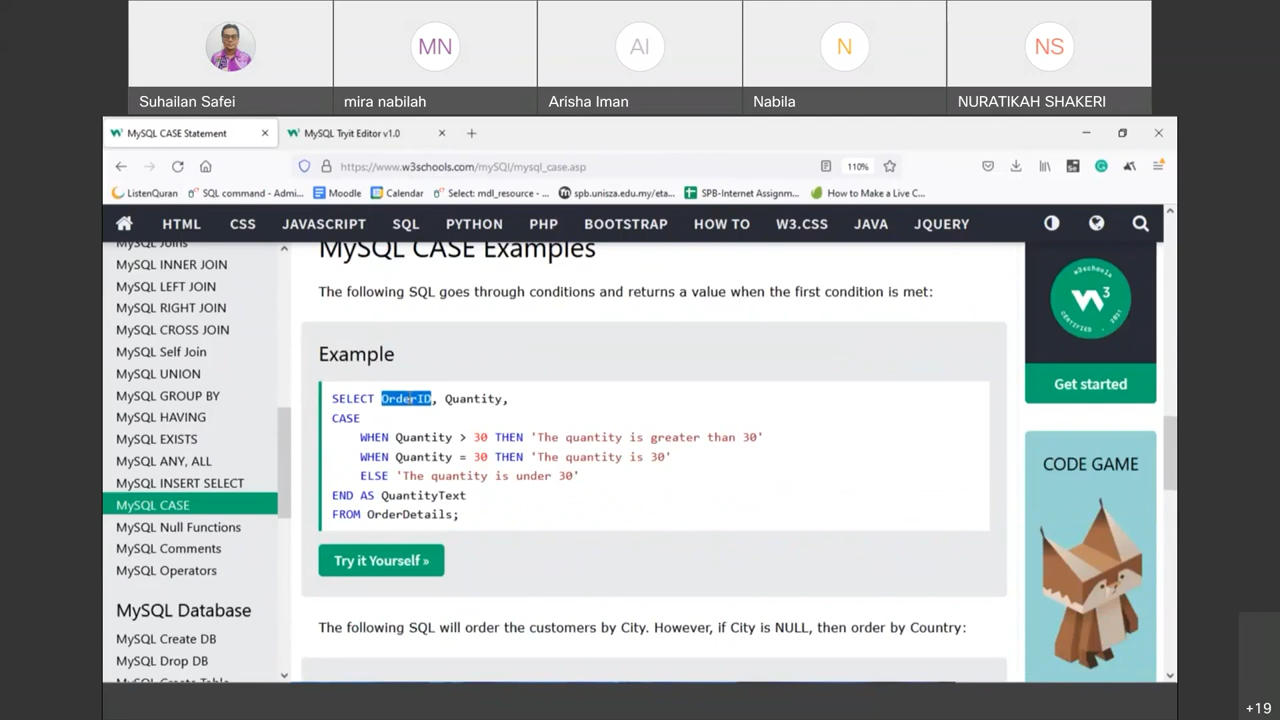 MN
AI
N
NS
Suhailan Safei
mira nabilah
Arisha Iman
Nabila
NURATIKAH SHAKERI
MySQL CASE Statement
MySQL Tryit Editor v1.0
https://www.w3schools.com/mySQl/mysql_case.asp
110%
ListenQuran
SQL command - Admi...
Moodle
Calendar
Select: mdl_resource - ...
spb.unisza.edu.my/eta...
SPB-Internet Assignm...
How to Make a Live C...
HTML
CSS
JAVASCRIPT
SQL
PYTHON
PHP
BOOTSTRAP
HOW TO
W3.CSS
JAVA
JQUERY
MySQL Joins
MySQL INNER JOIN
MySQL LEFT JOIN
MySQL RIGHT JOIN
MySQL CROSS JOIN
MySQL Self Join
MySQL UNION
MySQL GROUP BY
MySQL HAVING
MySQL EXISTS
MySQL ANY, ALL
MySQL INSERT SELECT
MySQL CASE
MySQL Null Functions
MySQL Comments
MySQL Operators
MySQL Database
MySQL Create DB
MySQL Drop DB
MySQL Create Table
MySQL CASE Examples
The following SQL goes through conditions and returns a value when the first condition is met:
Example
SELECT OrderID, Quantity,
CASE
WHEN Quantity > 30 THEN 'The quantity is greater than 30'
WHEN Quantity = 30 THEN 'The quantity is 30'
ELSE 'The quantity is under 30'
END AS QuantityText
FROM OrderDetails;
Try it Yourself »
The following SQL will order the customers by City. However, if City is NULL, then order by Country:
w3schools
W3
CERTIFIED . 2021
Get started
CODE GAME
+19